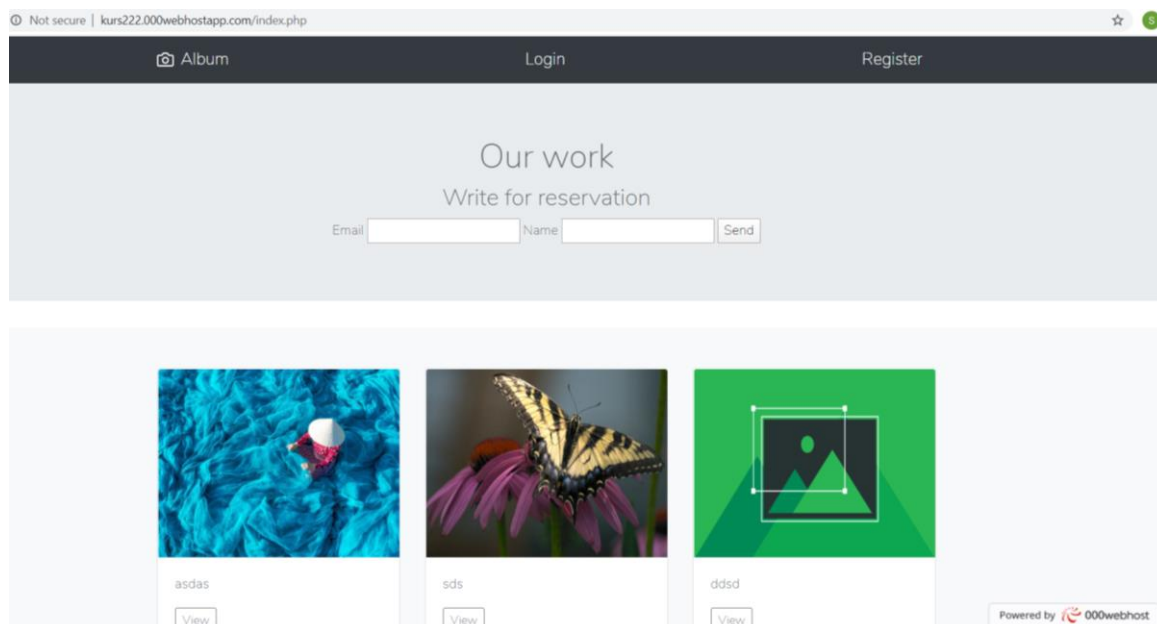 Not secure | kurs222.000webhostapp.com/index.php
S
Album Login Register
Our work
Write for reservation
Email Name Send
asdas sds ddsd
View View View
Powered by 000webhost